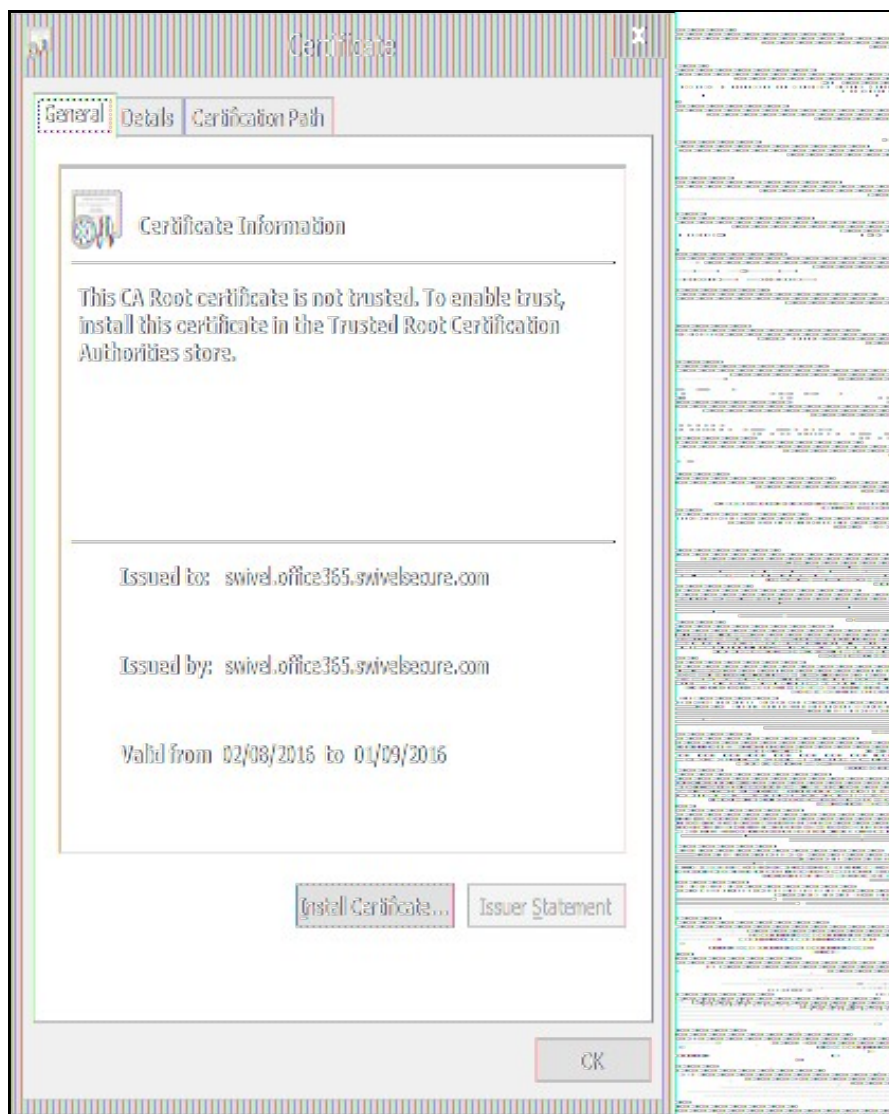 Certificate
General
Details
Certification Path
Certificate Information
This CA Root certificate is not trusted. To enable trust,
install this certificate in the Trusted Root Certification
Authorities store.
Issued to: swivel.office365.swivelsecure.com
Issued by: swivel.office365.swivelsecure.com
Valid from 02/08/2016 to 01/09/2016
Install Certificate...
Issuer Statement
OK